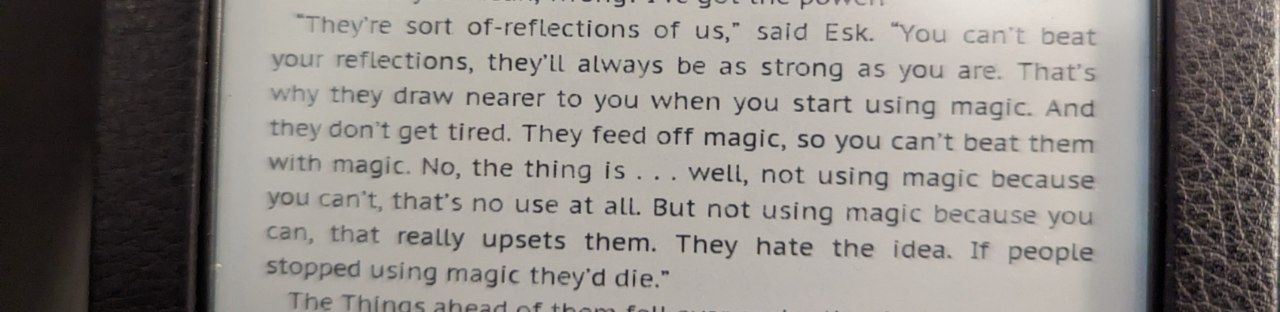 “They’re sort of-reflections of us,” said Esk. “You can’t beat
your reflections, they’ll always be as strong as you are. That’s
why they draw nearer to you when you start using magic. And
they don’t get tired. They feed off magic, so you can’t beat them
with magic. No, the thing is . . . well, not using magic because
you can’t, that’s no use at all. But not using magic because you
can, that really upsets them. They hate the idea. If people
stopped using magic they’d die.”
The Things ahead of them fell